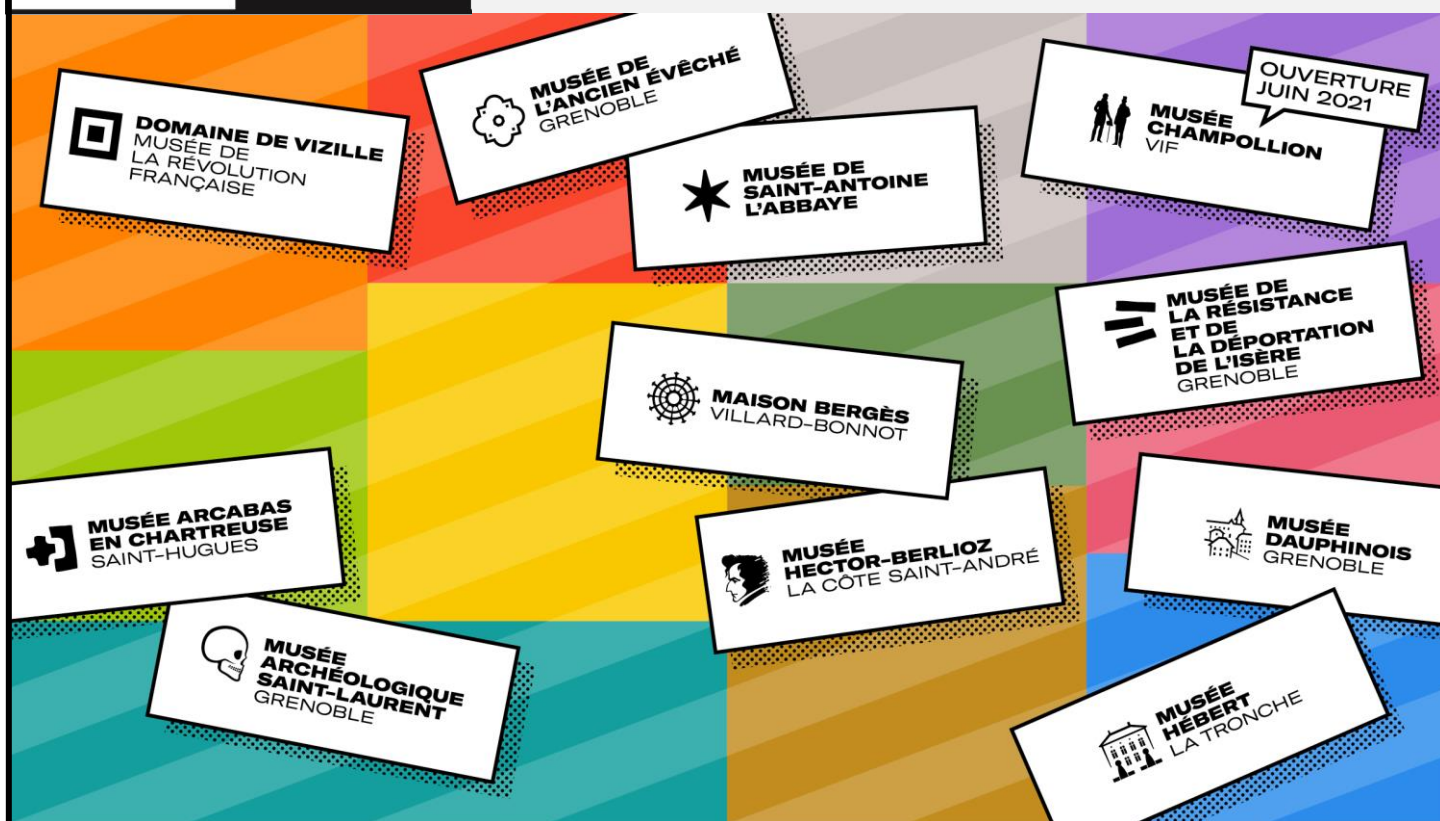 DOMAINE DE VIZILLE
MUSÉE DE
LA RÉVOLUTION
FRANÇAISE
MUSÉE DE
L'ANCIEN ÉVÊCHÉ
GRENOBLE
MUSÉE DE
SAINT-ANTOINE
L'ABBAYE
OUVERTURE
JUIN 2021
MUSÉE
CHAMPOLLION
VIF
MUSÉE DE
LA RÉSISTANCE
ET DE
LA DÉPORTATION
DE L'ISÈRE
GRENOBLE
MAISON BERGÈS
VILLARD-BONNOT
MUSÉE ARCABAS
EN CHARTREUSE
SAINT-HUGUES
MUSÉE
HECTOR-BERLIOZ
LA CÔTE SAINT-ANDRÉ
MUSÉE
DAUPHINOIS
GRENOBLE
MUSÉE
ARCHÉOLOGIQUE
SAINT-LAURENT
GRENOBLE
MUSÉE
HÉBERT
LA TRONCHE